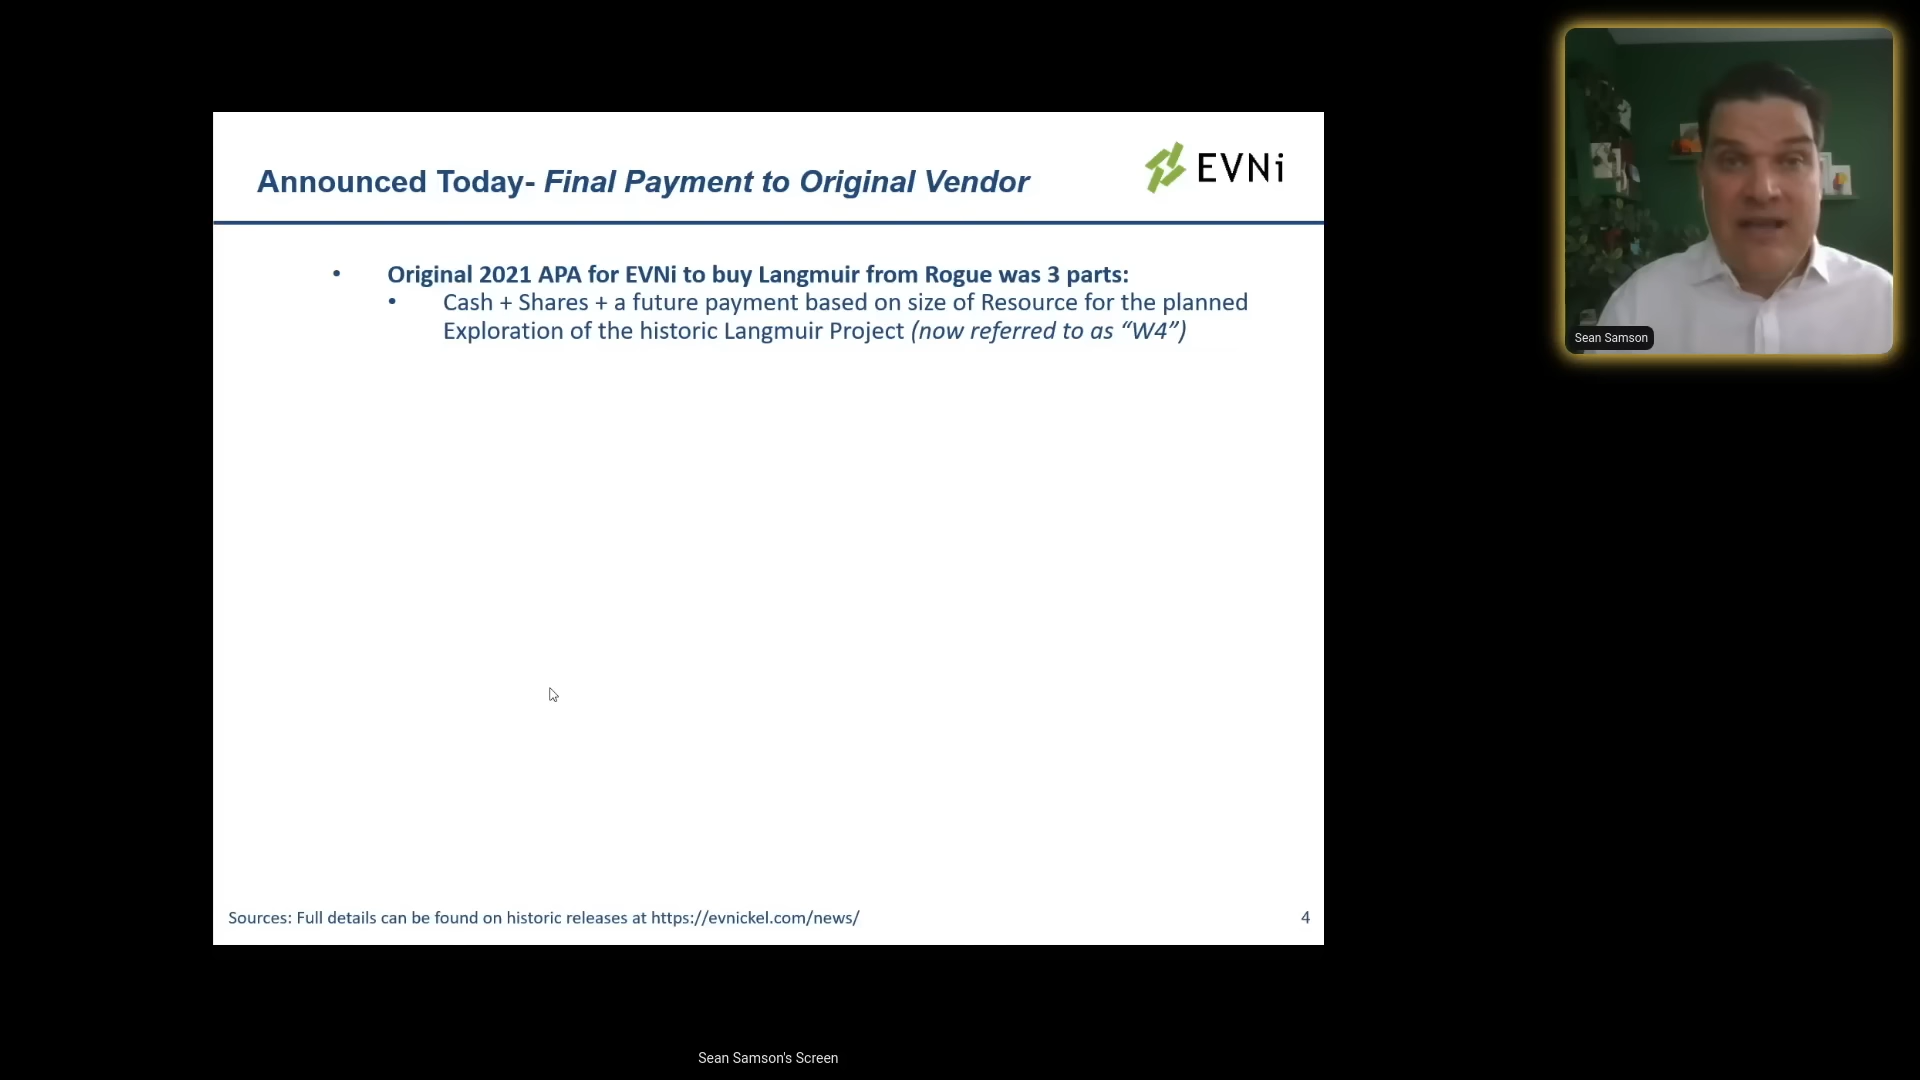 Announced Today- Final Payment to Original Vendor
EVNi
• Original 2021 APA for EVNi to buy Langmuir from Rogue was 3 parts:
• Cash + Shares + a future payment based on size of Resource for the planned
Exploration of the historic Langmuir Project (now referred to as “W4”)
Sources: Full details can be found on historic releases at https://evnickel.com/news/
4
Sean Samson
Sean Samson's Screen